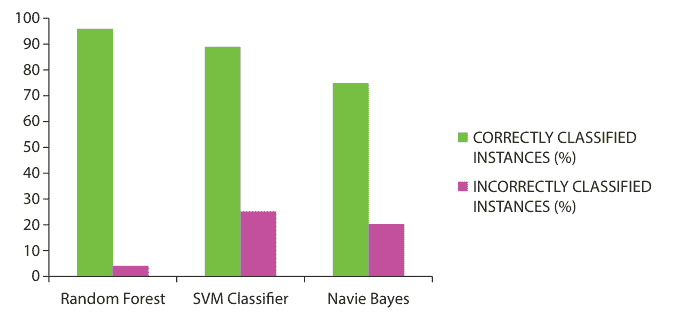 100
90
80
70
60
50
40
30
20
10
0
Random Forest
SVM Classifier
Navie Bayes
CORRECTLY CLASSIFIED
INSTANCES (%)
INCORRECTLY CLASSIFIED
INSTANCES (%)